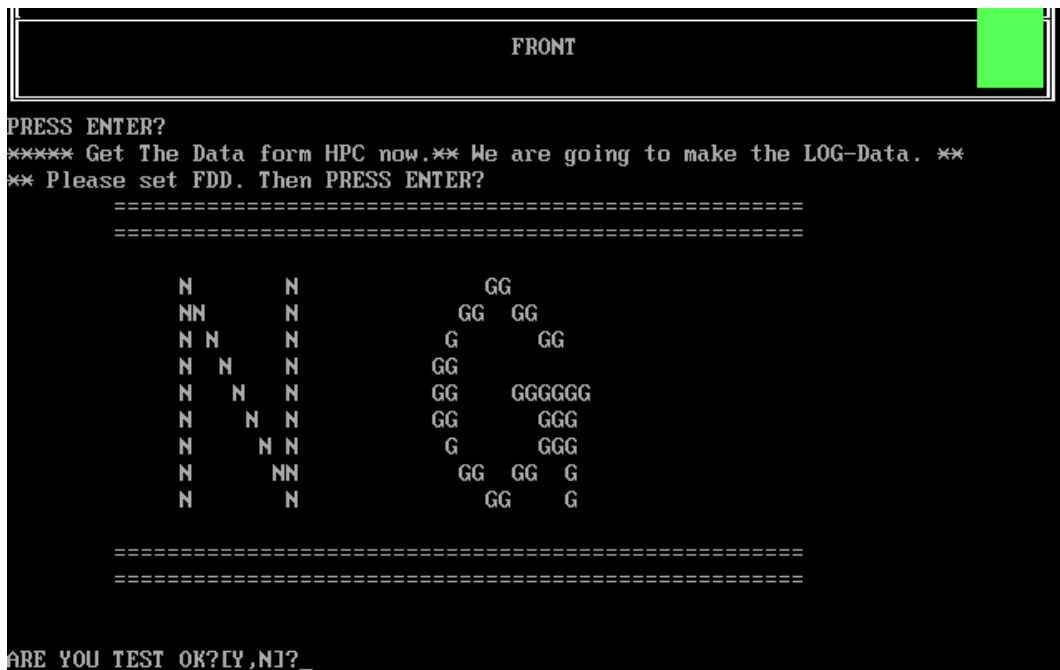 FRONT
PRESS ENTER?
***** Get The Data form HPC now.** We are going to make the LOG-Data. **
** Please set FDD. Then PRESS ENTER?
====================================================
====================================================
N       N              GG
NN      N            GG  GG
N N     N           G      GG
N  N    N          GG
N   N   N          GG    GGGGGG
N    N  N          GG      GGG
N     N N           G      GGG
N      NN            GG  GG  G
N       N              GG    G
====================================================
====================================================
ARE YOU TEST OK?[Y,N]?_